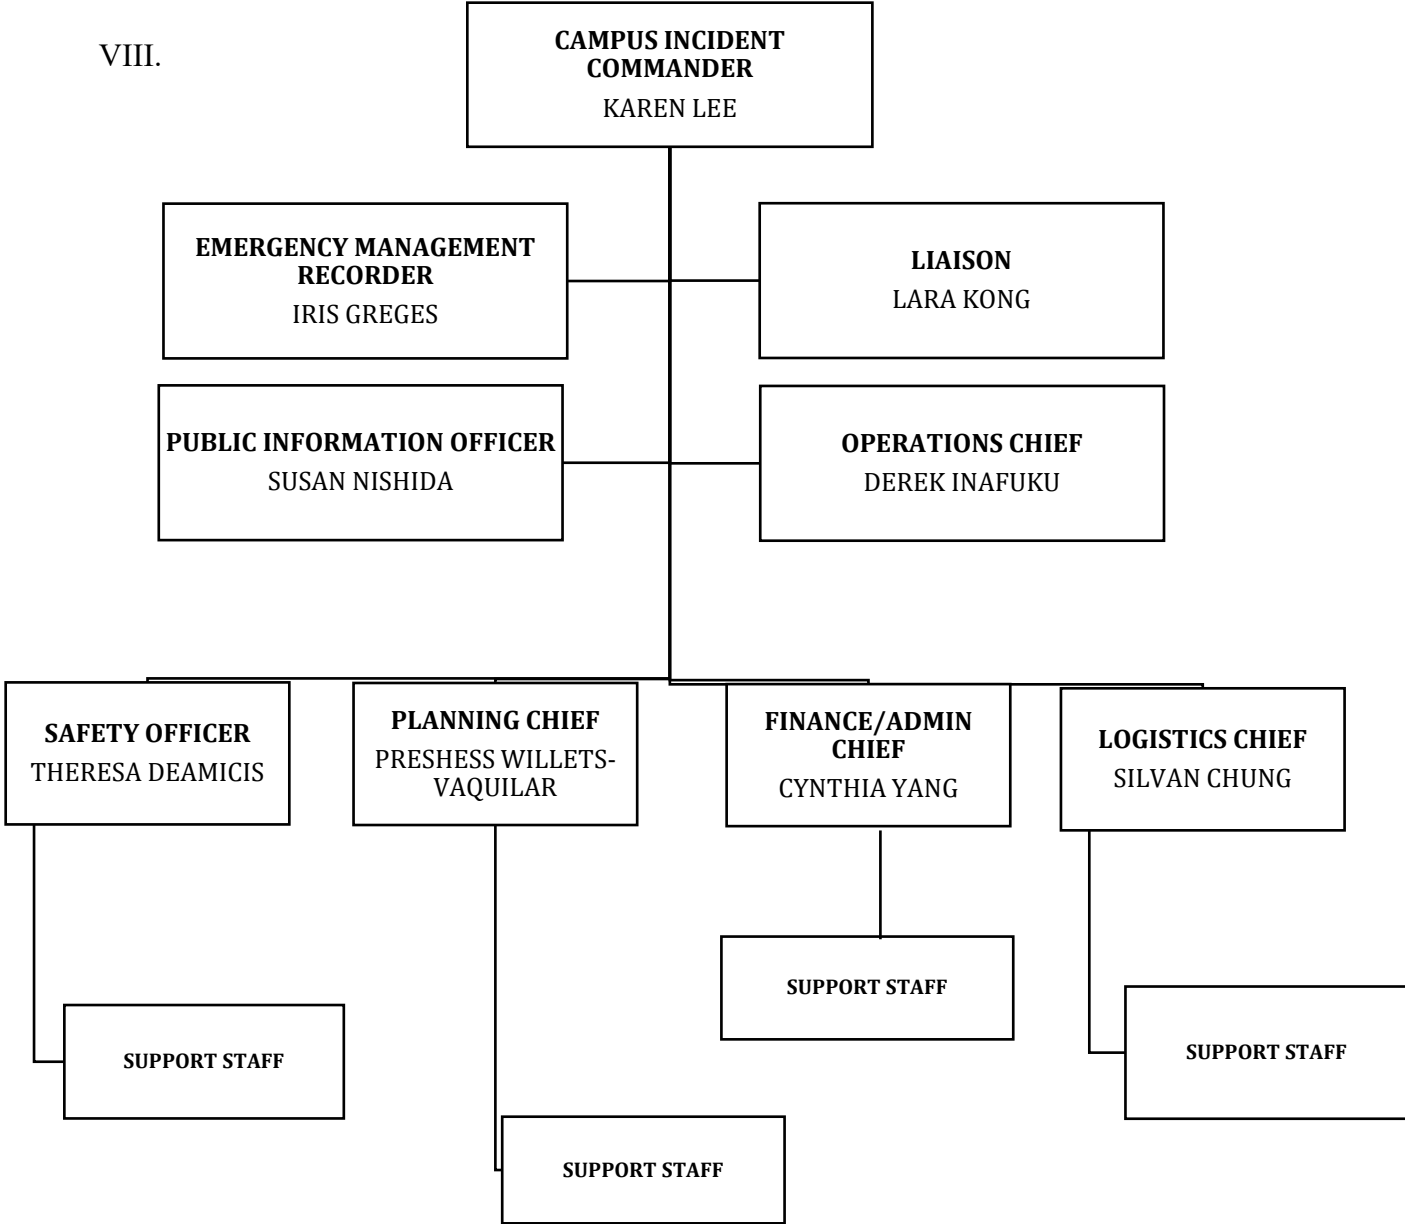 VIII.
CAMPUS INCIDENT
COMMANDER
KAREN LEE
EMERGENCY MANAGEMENT
RECORDER
IRIS GREGES
LIAISON
LARA KONG
PUBLIC INFORMATION OFFICER
SUSAN NISHIDA
OPERATIONS CHIEF
DEREK INAFUKU
SAFETY OFFICER
THERESA DEAMICIS
PLANNING CHIEF
PRESHESS WILLETS-
VAQUILAR
FINANCE/ADMIN
CHIEF
CYNTHIA YANG
LOGISTICS CHIEF
SILVAN CHUNG
SUPPORT STAFF
SUPPORT STAFF
SUPPORT STAFF
SUPPORT STAFF